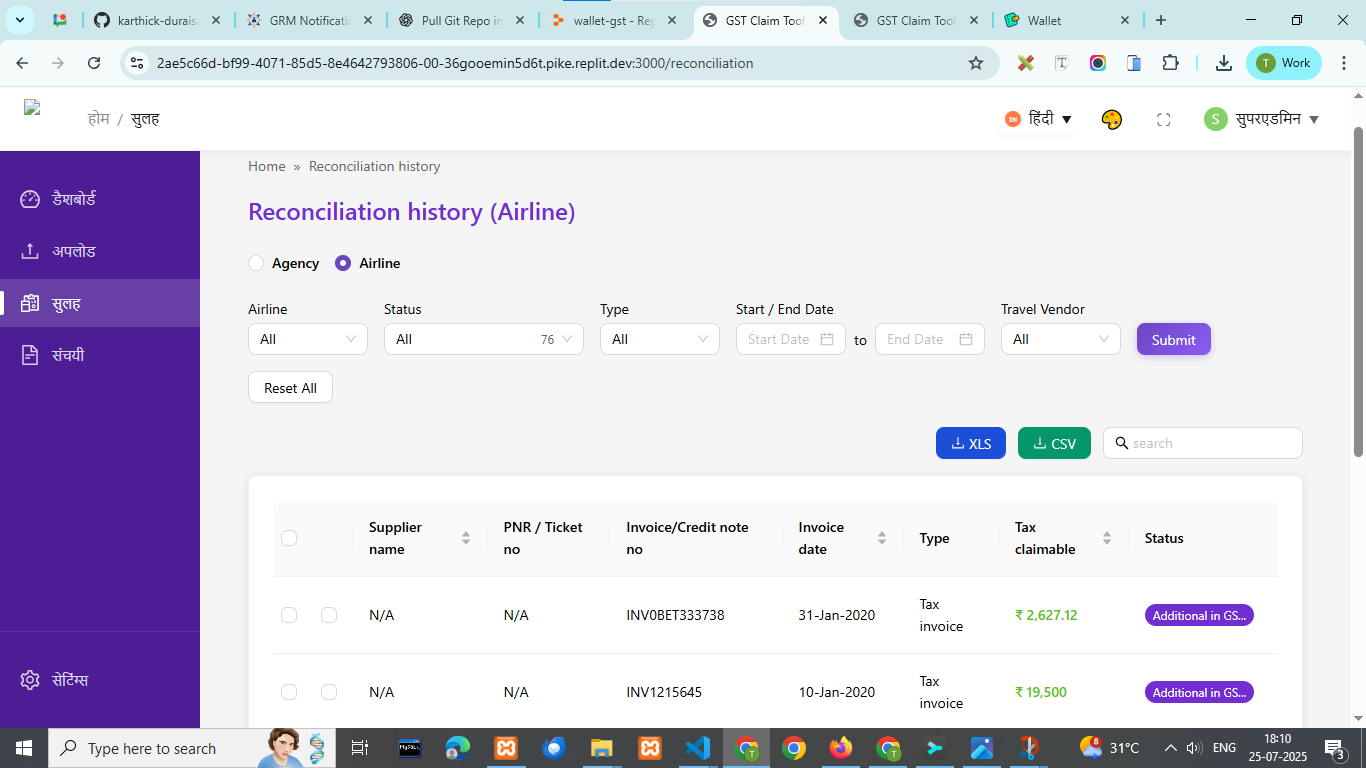 karthick-durais
GRM Notificatio
Pull Git Repo in
wallet-gst - Rep
GST Claim Tool
GST Claim Tool
Wallet
2ae5c66d-bf99-4071-85d5-8e4642793806-00-36gooemin5d6t.pike.replit.dev:3000/reconciliation
T Work
होम / सुलह
EN हिंदी
S सुपरएडमिन
डैशबोर्ड
अपलोड
सुलह
संचयी
सेटिंग्स
Home » Reconciliation history
Reconciliation history (Airline)
Agency Airline
Airline Status Type Start / End Date Travel Vendor
All All 76 All Start Date to End Date All Submit
Reset All
XLS CSV search
Supplier name PNR / Ticket no Invoice/Credit note no Invoice date Type Tax claimable Status
N/A N/A INV0BET333738 31-Jan-2020 Tax invoice ₹ 2,627.12 Additional in GS...
N/A N/A INV1215645 10-Jan-2020 Tax invoice ₹ 19,500 Additional in GS...
Type here to search
MySQL
8
31°C
ENG
18:10
25-07-2025
3